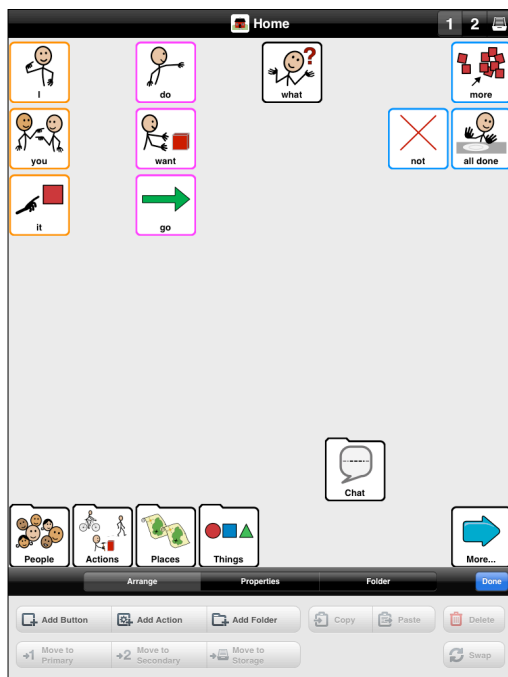 Home
1 2
I
do
what
?
more
you
want
not
all done
it
go
Chat
People
Actions
Places
Things
More...
Arrange
Properties
Folder
Done
Add Button
Add Action
Add Folder
Copy
Paste
Delete
1 Move to
Primary
2 Move to
Secondary
Move to
Storage
Swap